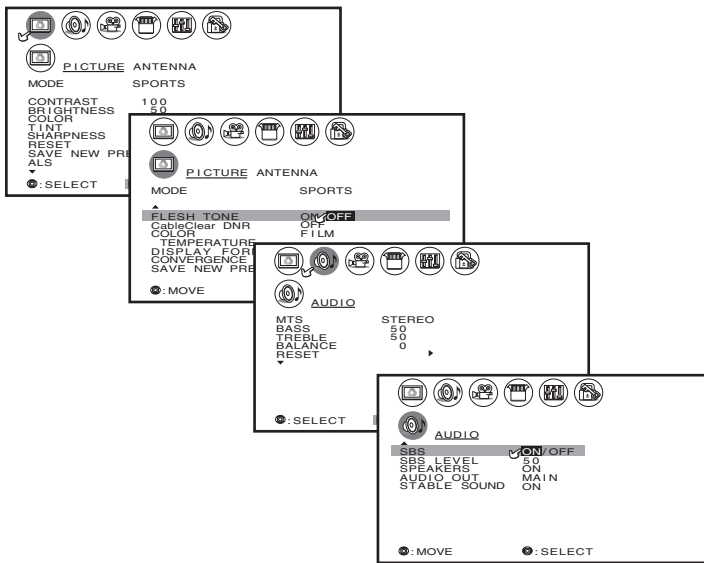 PICTURE ANTENNA
MODE SPORTS
CONTRAST 100
BRIGHTNESS 50
COLOR
TINT
SHARPNESS
RESET
SAVE NEW PRE
ALS
:SELECT
PICTURE ANTENNA
MODE SPORTS
FLESH TONE ON OFF
CableClear DNR OFF
COLOR FILM
TEMPERATURE
DISPLAY FOR
CONVERGENCE
SAVE NEW PRE
:MOVE
AUDIO
MTS STEREO
BASS 50
TREBLE 50
BALANCE 0
RESET
:SELECT
AUDIO
SBS ON/OFF
SBS LEVEL 50
SPEAKERS ON
AUDIO OUT MAIN
STABLE SOUND ON
:MOVE :SELECT